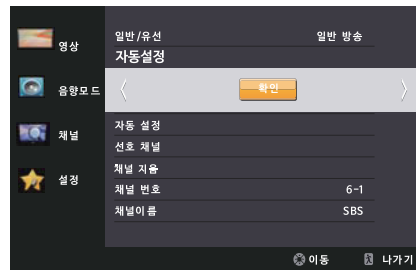 영상
음향모드
채널
설정
일반/유선 일반 방송
자동설정
확인
자동 설정
선호 채널
채널 지움
채널 번호 6-1
채널이름 SBS
이동 나가기